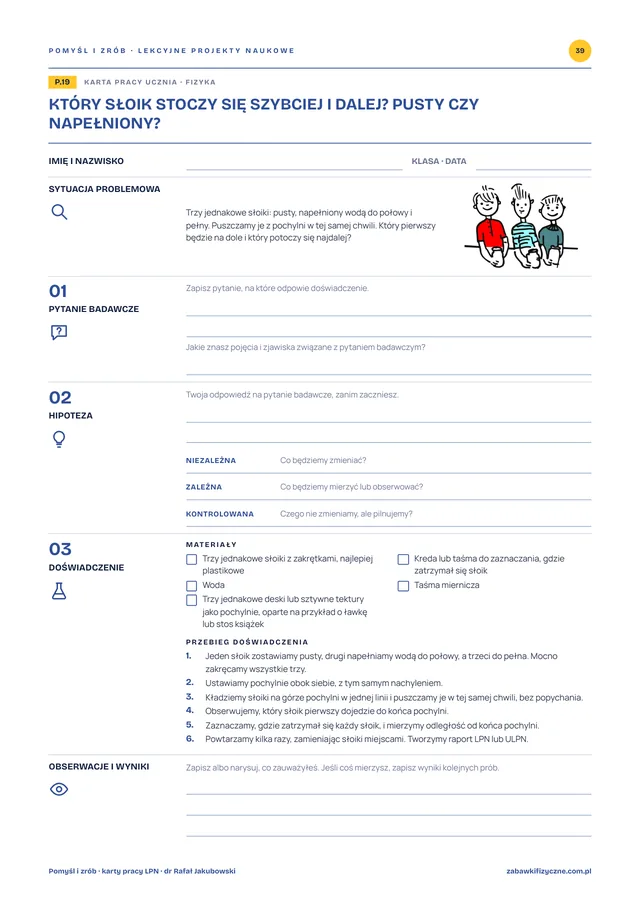 POMYŚL I ZRÓB · LEKCYJNE PROJEKTY NAUKOWE
39
P.19 KARTA PRACY UCZNIA · FIZYKA
KTÓRY SŁOIK STOCZY SIĘ SZYBCIEJ I DALEJ? PUSTY CZY
NAPEŁNIONY?
IMIĘ I NAZWISKO
KLASA · DATA
SYTUACJA PROBLEMOWA
Trzy jednakowe słoiki: pusty, napełniony wodą do połowy i
pełny. Puszczamy je z pochylni w tej samej chwili. Który pierwszy
będzie na dole i który potoczy się najdalej?
01
PYTANIE BADAWCZE
Zapisz pytanie, na które odpowie doświadczenie.
Jakie znasz pojęcia i zjawiska związane z pytaniem badawczym?
02
HIPOTEZA
Twoja odpowiedź na pytanie badawcze, zanim zaczniesz.
NIEZALEŻNA Co będziemy zmieniać?
ZALEŻNA Co będziemy mierzyć lub obserwować?
KONTROLOWANA Czego nie zmieniamy, ale pilnujemy?
03
DOŚWIADCZENIE
MATERIAŁY
Trzy jednakowe słoiki z zakrętkami, najlepiej
plastikowe
Woda
Trzy jednakowe deski lub sztywne tektury
jako pochylnie, oparte na przykład o ławkę
lub stos książek
Kreda lub taśma do zaznaczania, gdzie
zatrzymał się słoik
Taśma miernicza
PRZEBIEG DOŚWIADCZENIA
1. Jeden słoik zostawiamy pusty, drugi napełniamy wodą do połowy, a trzeci do pełna. Mocno
zakręcamy wszystkie trzy.
2. Ustawiamy pochylnie obok siebie, z tym samym nachyleniem.
3. Kładziemy słoiki na górze pochylni w jednej linii i puszczamy je w tej samej chwili, bez popychania.
4. Obserwujemy, który słoik pierwszy dojedzie do końca pochylni.
5. Zaznaczamy, gdzie zatrzymał się każdy słoik, i mierzymy odległość od końca pochylni.
6. Powtarzamy kilka razy, zamieniając słoiki miejscami. Tworzymy raport LPN lub ULPN.
OBSERWACJE I WYNIKI
Zapisz albo narysuj, co zauważyłeś. Jeśli coś mierzysz, zapisz wyniki kolejnych prób.
Pomyśl i zrób · karty pracy LPN · dr Rafał Jakubowski
zabawkifizyczne.com.pl